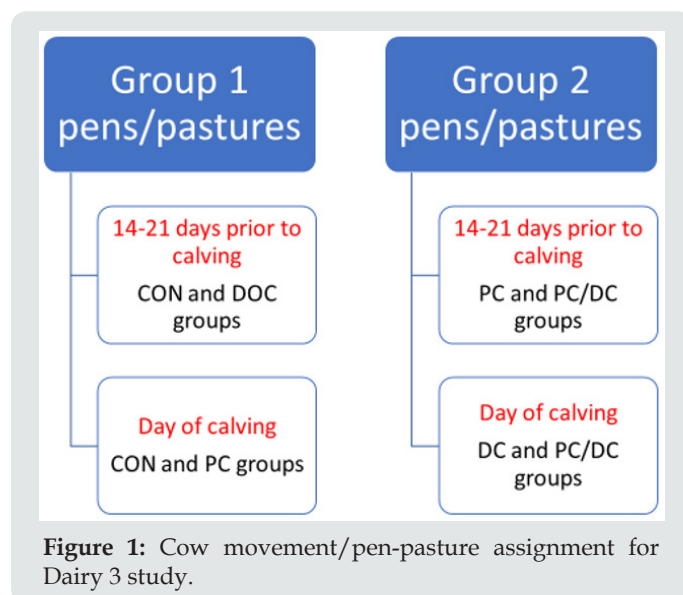 Group 1
pens/pastures
14-21 days prior to
calving
CON and DOC
groups
Day of calving
CON and PC groups
Group 2
pens/pastures
14-21 days prior to
calving
PC and PC/DC
groups
Day of calving
DC and PC/DC
groups
Figure 1: Cow movement/pen-pasture assignment for
Dairy 3 study.